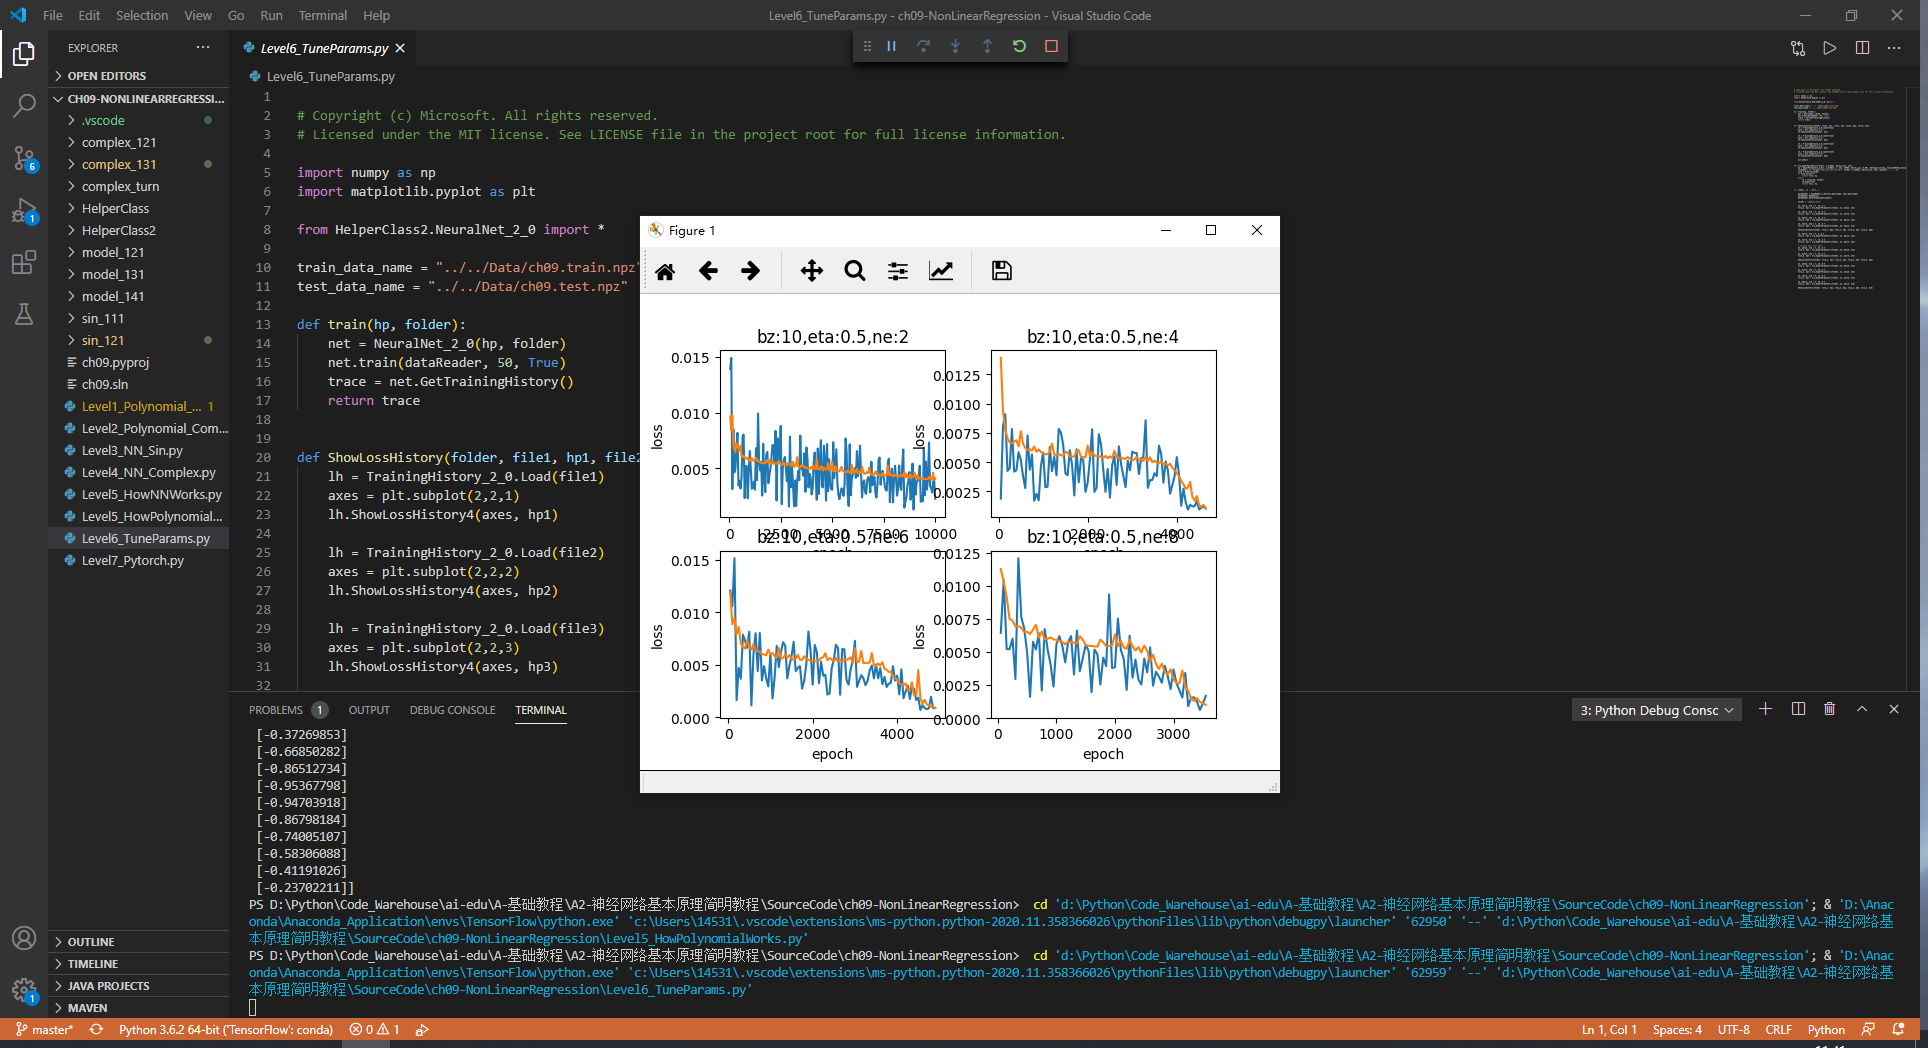 File Edit Selection View Go Run Terminal Help
Level6_TuneParams.py - ch09-NonLinearRegression - Visual Studio Code
EXPLORER
OPEN EDITORS
CH09-NONLINEARREGRESSI...
.vscode
complex_121
complex_131
complex_turn
HelperClass
HelperClass2
model_121
model_131
model_141
sin_111
sin_121
ch09.pyproj
ch09.sln
Level1_Polynomial_... 1
Level2_Polynomial_Com...
Level3_NN_Sin.py
Level4_NN_Complex.py
Level5_HowNNWorks.py
Level5_HowPolynomial...
Level6_TuneParams.py
Level7_Pytorch.py
OUTLINE
TIMELINE
JAVA PROJECTS
MAVEN
6
1
1
Level6_TuneParams.py
Level6_TuneParams.py
1
2 # Copyright (c) Microsoft. All rights reserved.
3 # Licensed under the MIT license. See LICENSE file in the project root for full license information.
4
5 import numpy as np
6 import matplotlib.pyplot as plt
7
8 from HelperClass2.NeuralNet_2_0 import *
9
10 train_data_name = "../../Data/ch09.train.npz"
11 test_data_name = "../../Data/ch09.test.npz"
12
13 def train(hp, folder):
14 net = NeuralNet_2_0(hp, folder)
15 net.train(dataReader, 50, True)
16 trace = net.GetTrainingHistory()
17 return trace
18
19
20 def ShowLossHistory(folder, file1, hp1, file2
21 lh = TrainingHistory_2_0.Load(file1)
22 axes = plt.subplot(2,2,1)
23 lh.ShowLossHistory4(axes, hp1)
24
25 lh = TrainingHistory_2_0.Load(file2)
26 axes = plt.subplot(2,2,2)
27 lh.ShowLossHistory4(axes, hp2)
28
29 lh = TrainingHistory_2_0.Load(file3)
30 axes = plt.subplot(2,2,3)
31 lh.ShowLossHistory4(axes, hp3)
32
Figure 1
bz:10,eta:0.5,ne:2
0.015
0.010
0.005
loss
0 2500 5000 7500 10000
bz:10,eta:0.5,ne:4
0.0125
0.0100
0.0075
0.0050
0.0025
loss
0 2000 4000
bz:10,eta:0.5,ne:6
0.015
0.010
0.005
0.000
loss
0 2000 4000
epoch
bz:10,eta:0.5,ne:8
0.0125
0.0100
0.0075
0.0050
0.0025
0.0000
loss
0 1000 2000 3000
epoch
PROBLEMS 1 OUTPUT DEBUG CONSOLE TERMINAL
3: Python Debug Consc
[-0.37269853]
[-0.66850282]
[-0.86512734]
[-0.95367798]
[-0.94703918]
[-0.86798184]
[-0.74005107]
[-0.58306088]
[-0.41191026]
[-0.23702211]]
PS D:\Python\Code_Warehouse\ai-edu\A-基础教程\A2-神经网络基本原理简明教程\SourceCode\ch09-NonLinearRegression> cd 'd:\Python\Code_Warehouse\ai-edu\A-基础教程\A2-神经网络基本原理简明教程\SourceCode\ch09-NonLinearRegression'; & 'D:\Anac
onda\Anaconda_Application\envs\TensorFlow\python.exe' 'c:\Users\14531\.vscode\extensions\ms-python.python-2020.11.358366026\pythonFiles\lib\python\debugpy\launcher' '62950' '--' 'd:\Python\Code_Warehouse\ai-edu\A-基础教程\A2-神经网络基
本原理简明教程\SourceCode\ch09-NonLinearRegression\Level5_HowPolynomialWorks.py'
PS D:\Python\Code_Warehouse\ai-edu\A-基础教程\A2-神经网络基本原理简明教程\SourceCode\ch09-NonLinearRegression> cd 'd:\Python\Code_Warehouse\ai-edu\A-基础教程\A2-神经网络基本原理简明教程\SourceCode\ch09-NonLinearRegression'; & 'D:\Anac
onda\Anaconda_Application\envs\TensorFlow\python.exe' 'c:\Users\14531\.vscode\extensions\ms-python.python-2020.11.358366026\pythonFiles\lib\python\debugpy\launcher' '62959' '--' 'd:\Python\Code_Warehouse\ai-edu\A-基础教程\A2-神经网络基
本原理简明教程\SourceCode\ch09-NonLinearRegression\Level6_TuneParams.py'
master* Python 3.6.2 64-bit ('TensorFlow': conda) 0 1
Ln 1, Col 1 Spaces: 4 UTF-8 CRLF Python